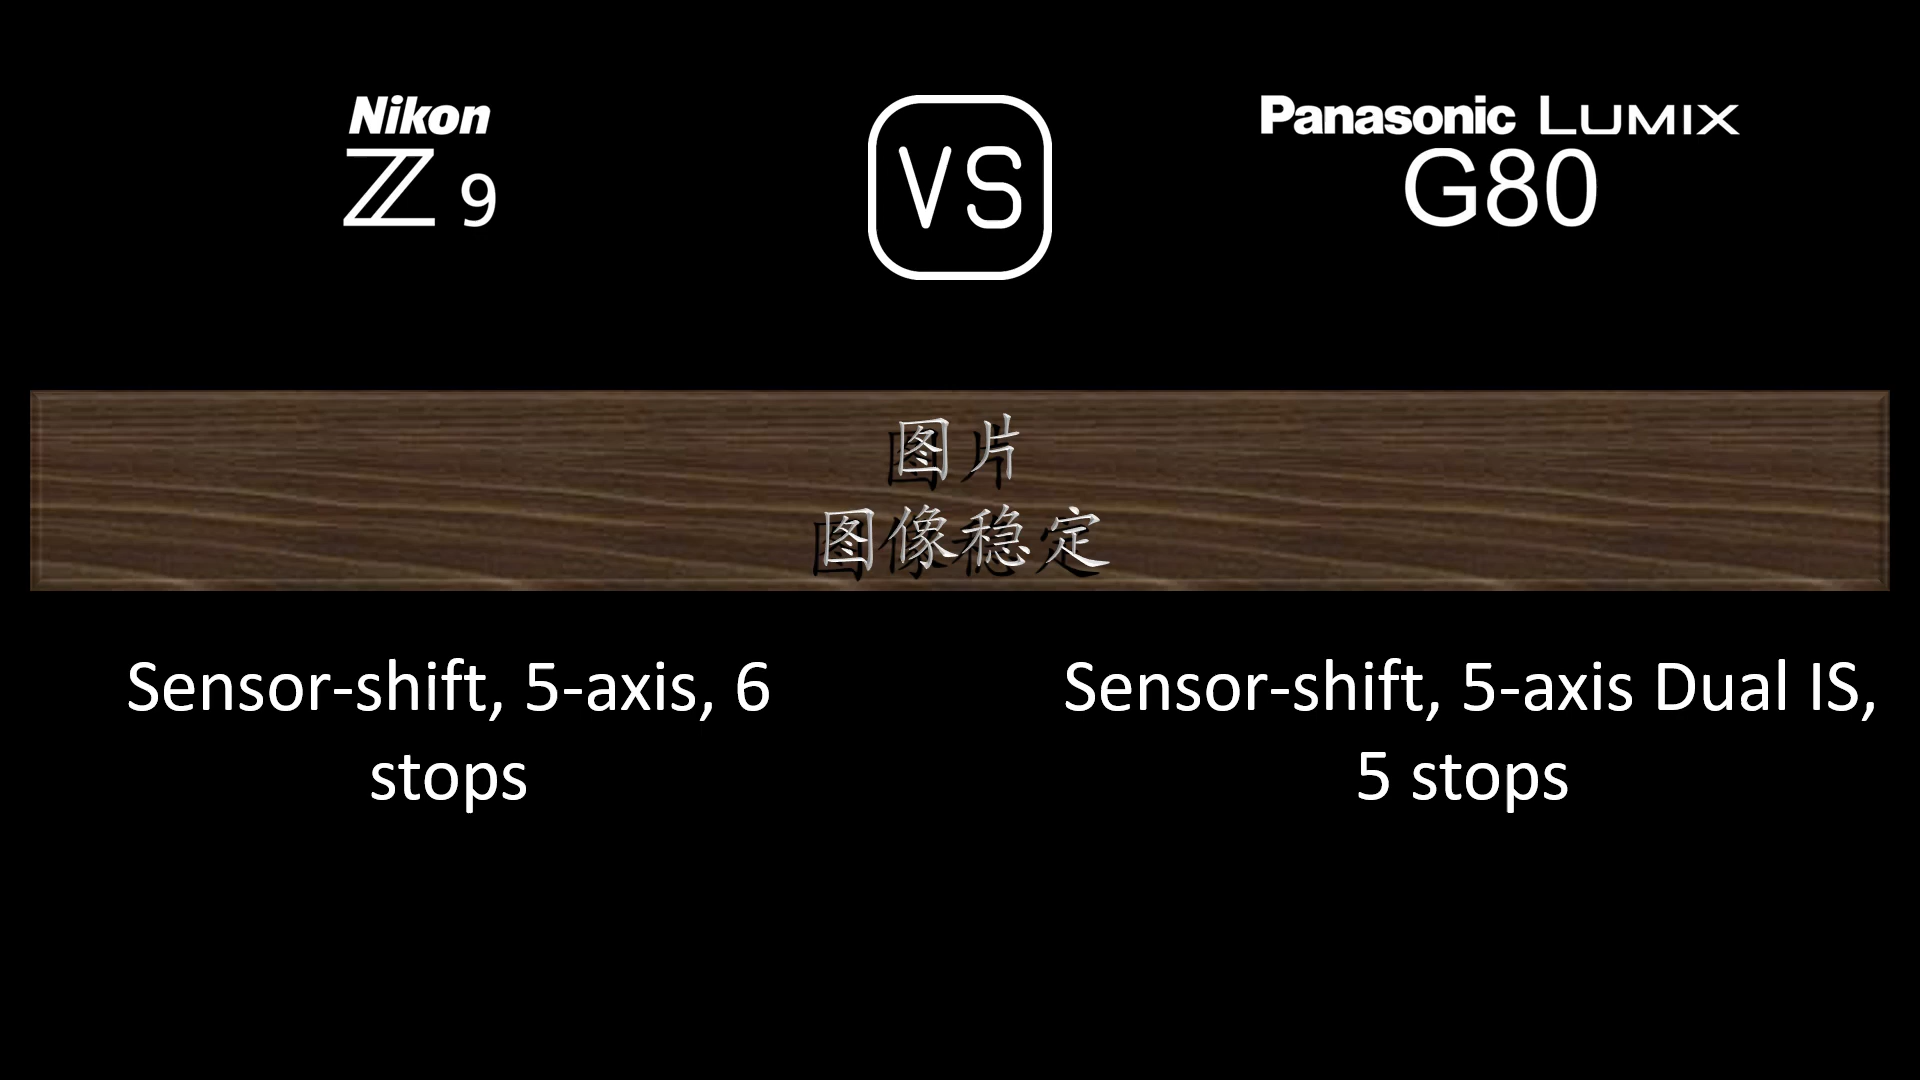 Nikon
Z 9
VS
Panasonic LUMIX
G80
图片
图像稳定
Sensor-shift, 5-axis, 6
stops
Sensor-shift, 5-axis Dual IS,
5 stops